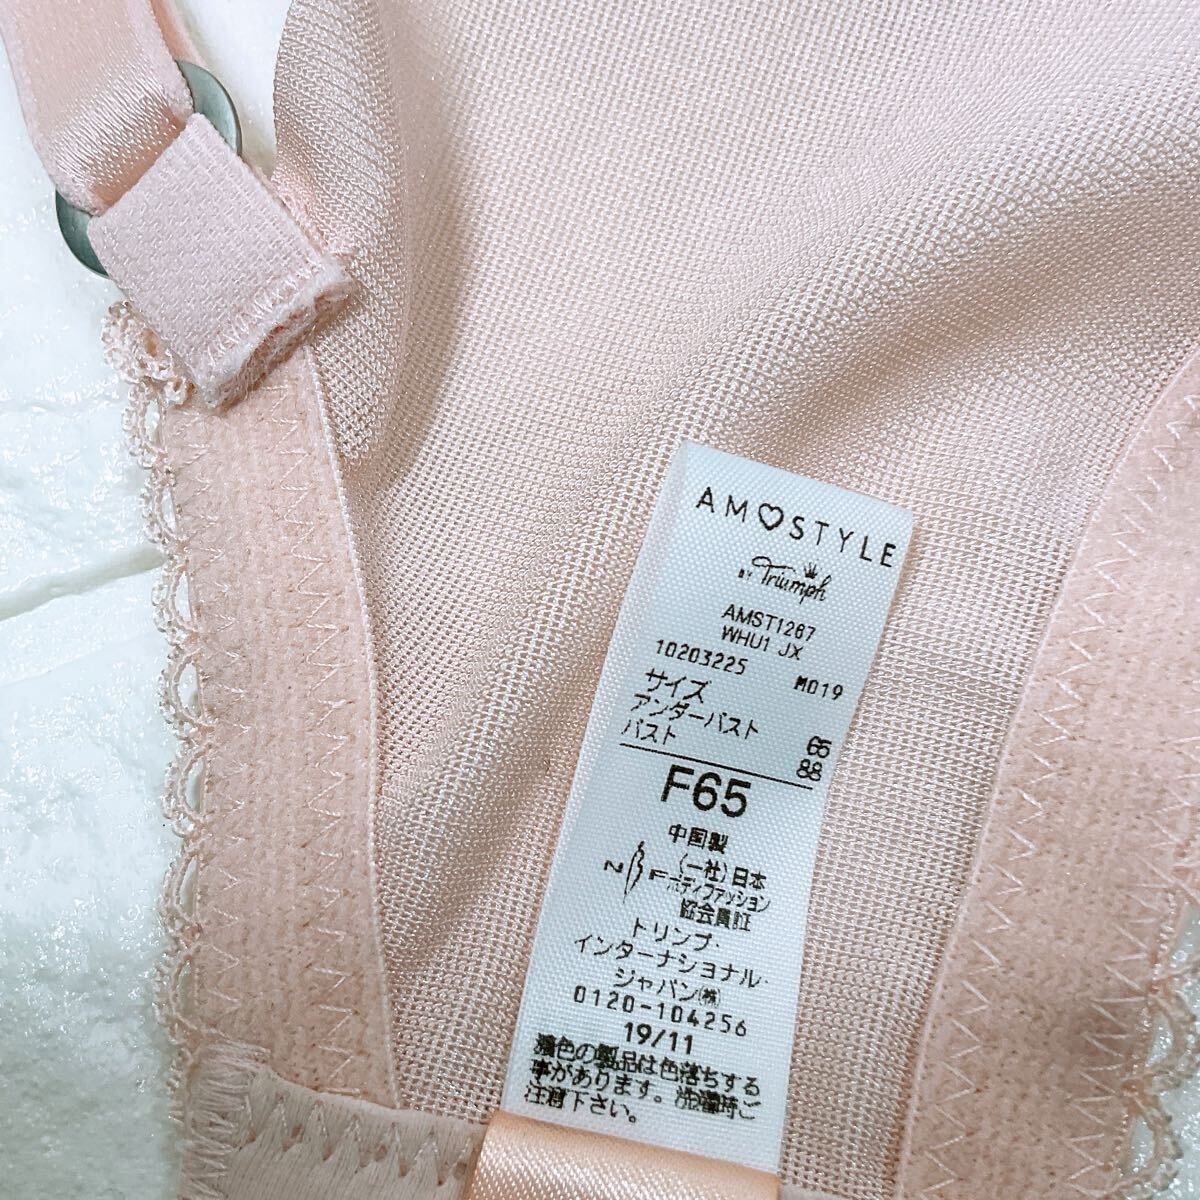 AM♡STYLE
BY Triumph
AMST1287
WHU1 JX
10203225 M019
サイズ
アンダーバスト 65
バスト 88
F65
中国製
(一社)日本
NBF ボディファッション
協会員証
トリンプ・
インターナショナル・
ジャパン㈱
0120-104256
19/11
濃色の製品は色落ちする
事があります。洗濯時ご
注意下さい。